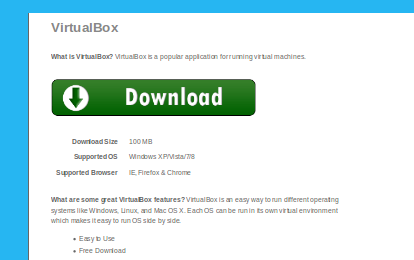 VirtualBox
What is VirtualBox? VirtualBox is a popular application for running virtual machines.
Download
Download Size 100 MB
Supported OS Windows XP/Vista/7/8
Supported Browser IE, Firefox & Chrome
What are some great VirtualBox features? VirtualBox is an easy way to run different operating
systems like Windows, Linux, and Mac OS X. Each OS can be run in its own virtual environment
which makes it easy to run OS side by side.
• Easy to Use
• Free Download